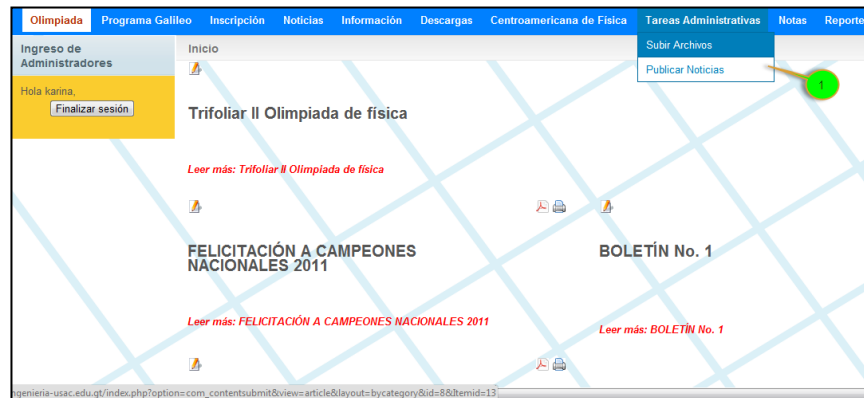 Olimpiada Programa Galileo Inscripción Noticias Información Descargas Centroamericana de Física Tareas Administrativas Notas Reporte
Ingreso de
Administradores
Inicio
Subir Archivos
Publicar Noticias
1
Hola karina,
Finalizar sesión
Trifoliar II Olimpiada de física
Leer más: Trifoliar II Olimpiada de física
FELICITACIÓN A CAMPEONES
NACIONALES 2011
BOLETÍN No. 1
Leer más: FELICITACIÓN A CAMPEONES NACIONALES 2011
Leer más: BOLETÍN No. 1
ngenieria-usac.edu.gt/index.php?option=com_contentsubmit&view=article&layout=bycategory&id=8&Itemid=13